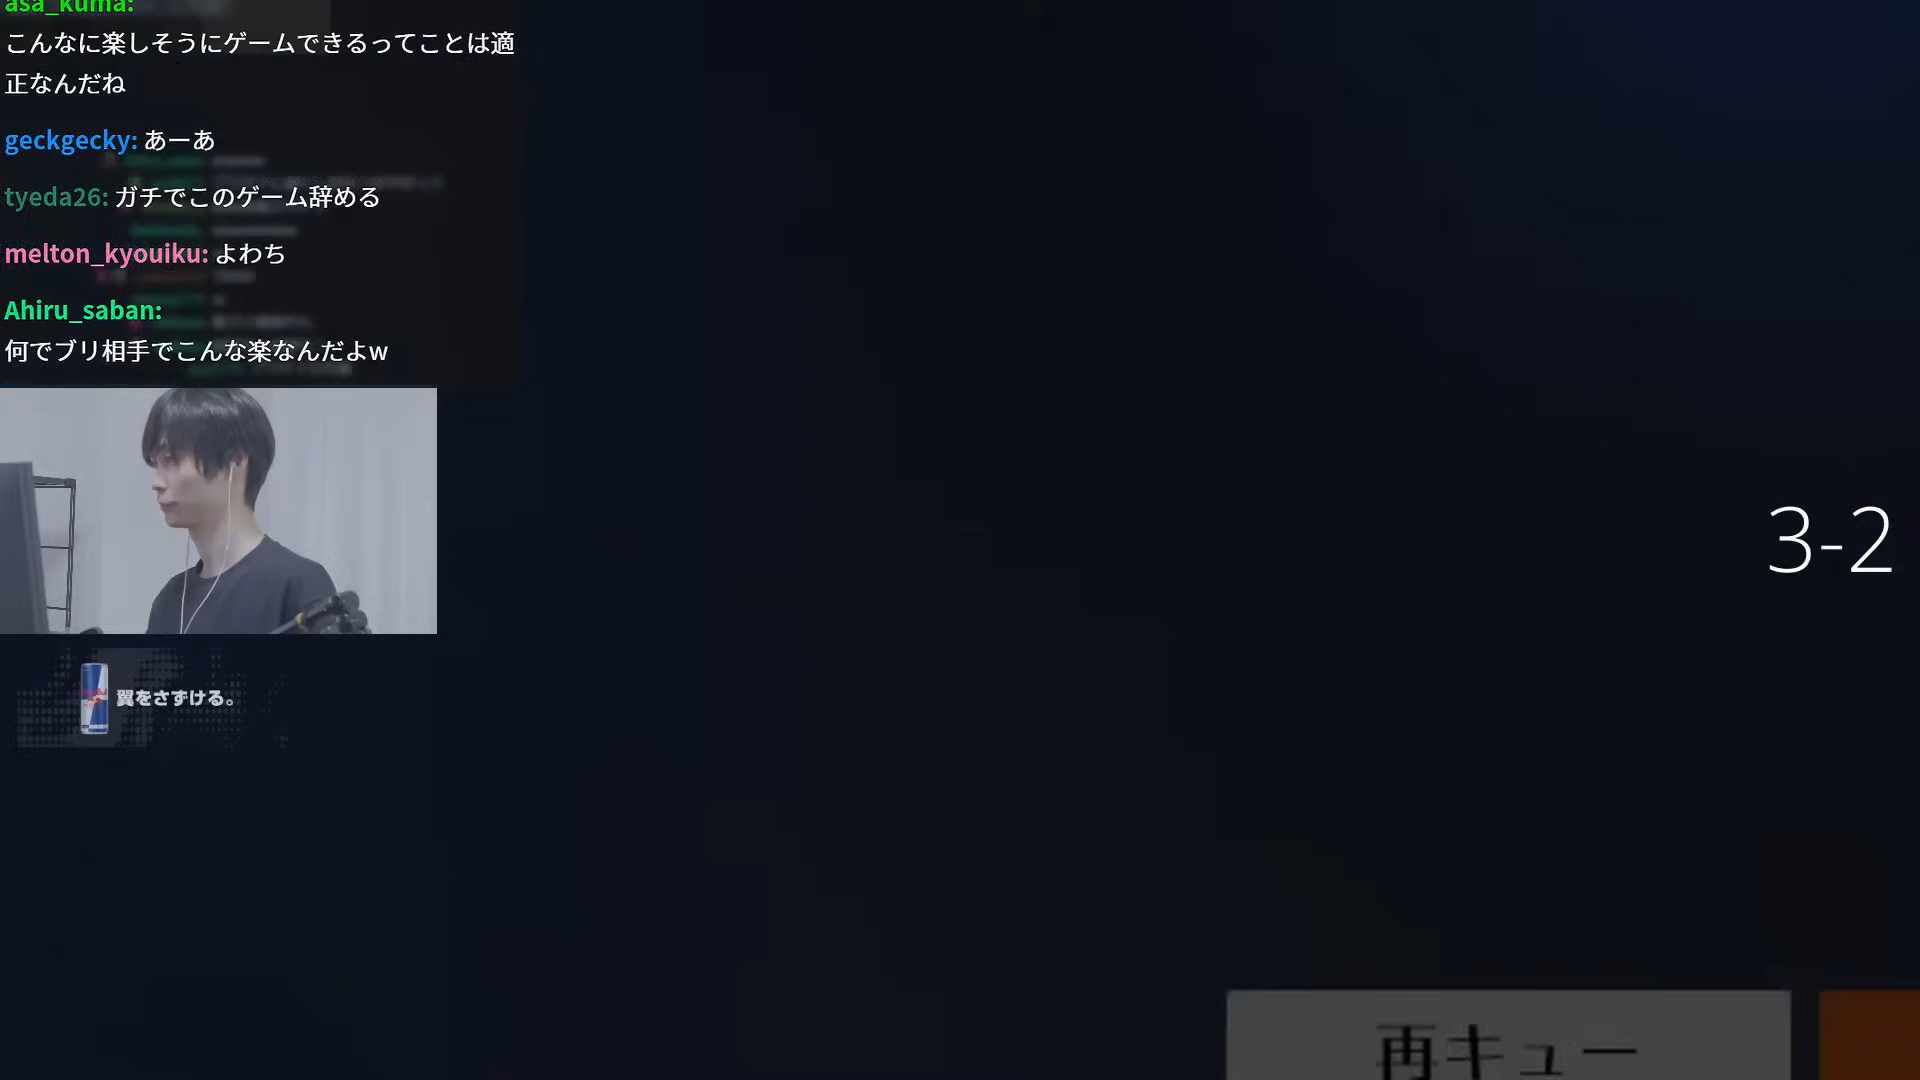 asa_kuma:
こんなに楽しそうにゲームできるってことは適
正なんだね
geckgecky: あーあ
tyeda26: ガチでこのゲーム辞める
melton_kyouiku: よわち
Ahiru_saban:
何でブリ相手でこんな楽なんだよw
3-2
翼をさずける。
再キュー